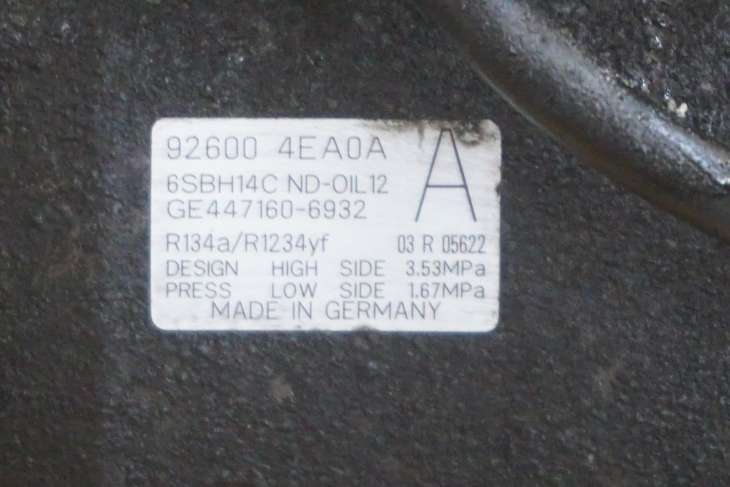 92600 4EA0A A
6SBH14C ND-OIL12
GE447160-6932
R134a/R1234yf 03 R 05622
DESIGN HIGH SIDE 3.53MPa
PRESS LOW SIDE 1.67MPa
MADE IN GERMANY